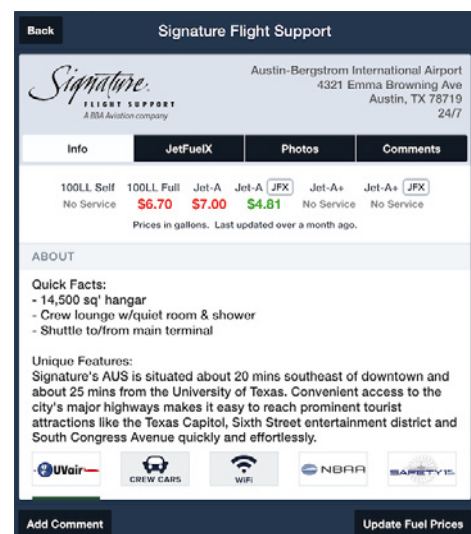 Back
Signature Flight Support
Signature.
FLIGHT SUPPORT
A BBA Aviation company
Austin-Bergstrom International Airport
4321 Emma Browning Ave
Austin, TX 78719
24/7
Info JetFuelX Photos Comments
100LL Self 100LL Full Jet-A Jet-A JFX Jet-A+ Jet-A+ JFX
No Service $6.70 $7.00 $4.81 No Service No Service
Prices in gallons. Last updated over a month ago.
ABOUT
Quick Facts:
- 14,500 sq' hangar
- Crew lounge w/quiet room & shower
- Shuttle to/from main terminal
Unique Features:
Signature's AUS is situated about 20 mins southeast of downtown and
about 25 mins from the University of Texas. Convenient access to the
city's major highways makes it easy to reach prominent tourist
attractions like the Texas Capitol, Sixth Street entertainment district and
South Congress Avenue quickly and effortlessly.
UVair CREW CARS WiFi NBAA SAFETY 1st
Add Comment Update Fuel Prices